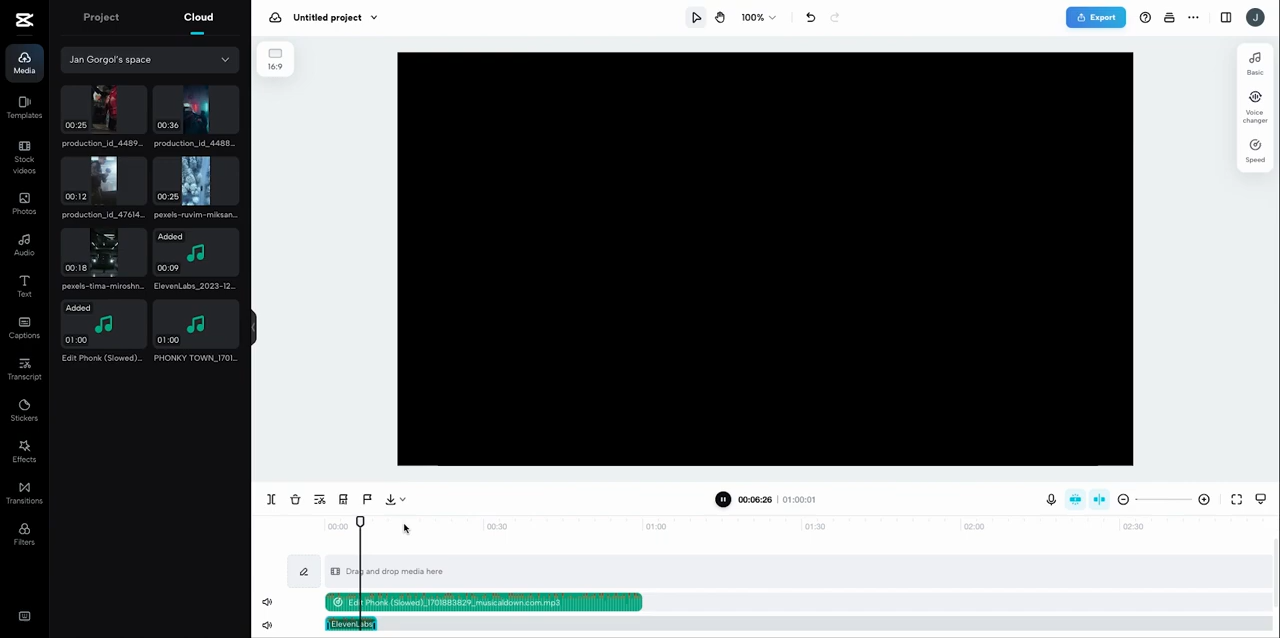 Project
Cloud
Untitled project
100%
Export
J
Media
Templates
Stock
videos
Photos
Audio
Text
Captions
Transcript
Stickers
Effects
Transitions
Filters
Jan Gorgol's space
00:25
00:36
production_id_4489...
production_id_4488...
00:12
00:25
production_id_47614...
pexels-ruvim-miksan...
00:18
Added
00:09
pexels-tima-miroshn...
ElevenLabs_2023-12...
Added
01:00
01:00
Edit Phonk (Slowed)...
PHONKY TOWN_1701...
16:9
Basic
Voice
changer
Speed
00:06:26 | 01:00:01
00:00
00:30
01:00
01:30
02:00
02:30
Drag and drop media here
Edit Phonk (Slowed)_1701883829_musicaldown.com.mp3
ElevenLabs